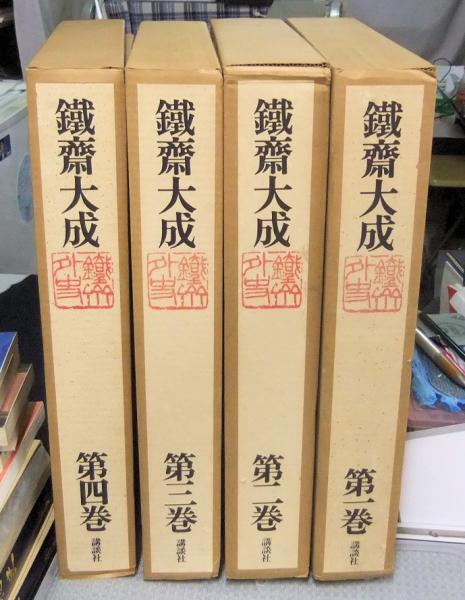 鐵齋大成
第四巻
講談社
鐵齋大成
第三巻
講談社
鐵齋大成
第二巻
講談社
鐵齋大成
第一巻
講談社